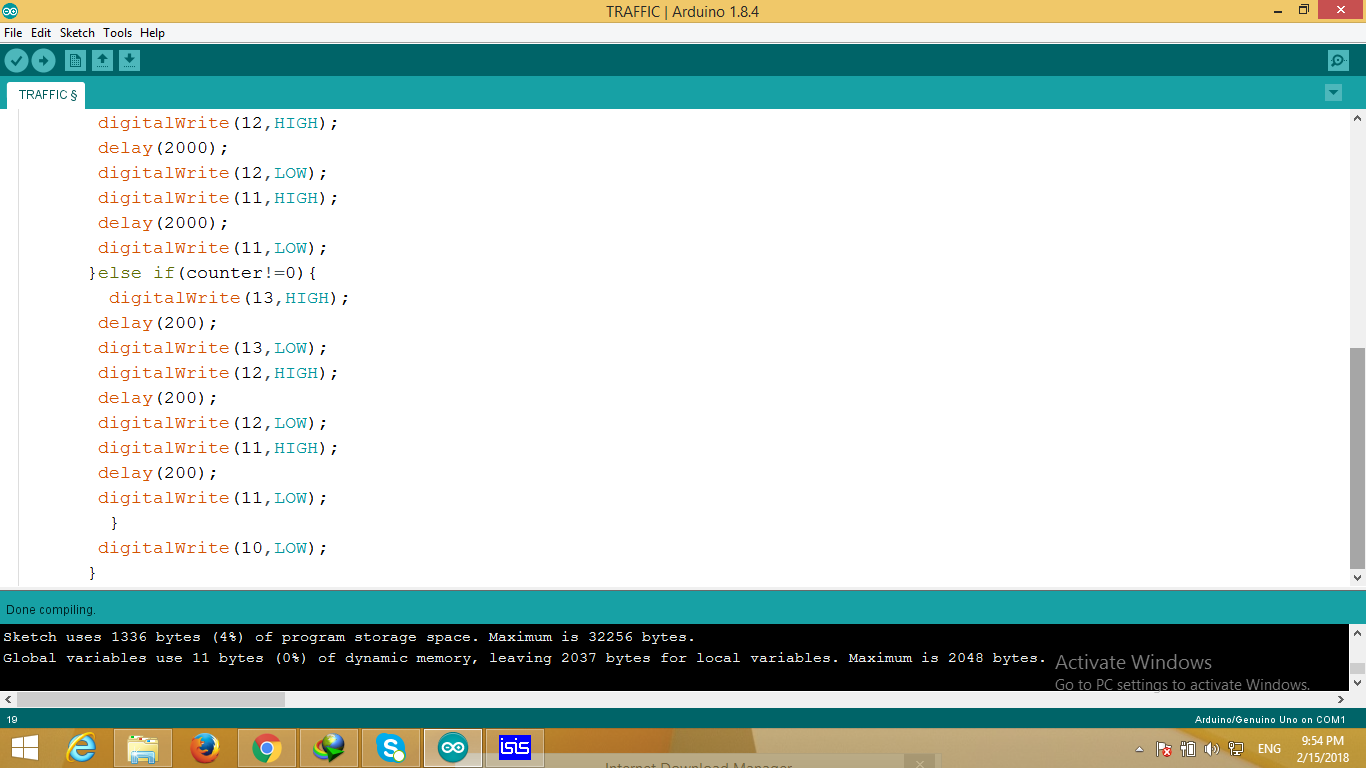 TRAFFIC | Arduino 1.8.4
File Edit Sketch Tools Help
TRAFFIC §
digitalWrite(12,HIGH);
delay(2000);
digitalWrite(12,LOW);
digitalWrite(11,HIGH);
delay(2000);
digitalWrite(11,LOW);
}else if(counter!=0){
digitalWrite(13,HIGH);
delay(200);
digitalWrite(13,LOW);
digitalWrite(12,HIGH);
delay(200);
digitalWrite(12,LOW);
digitalWrite(11,HIGH);
delay(200);
digitalWrite(11,LOW);
}
digitalWrite(10,LOW);
}
Done compiling.
Sketch uses 1336 bytes (4%) of program storage space. Maximum is 32256 bytes.
Global variables use 11 bytes (0%) of dynamic memory, leaving 2037 bytes for local variables. Maximum is 2048 bytes.
Activate Windows
Go to PC settings to activate Windows.
19
Arduino/Genuino Uno on COM1
isis
ENG
9:54 PM
2/15/2018
Internet Download Manager